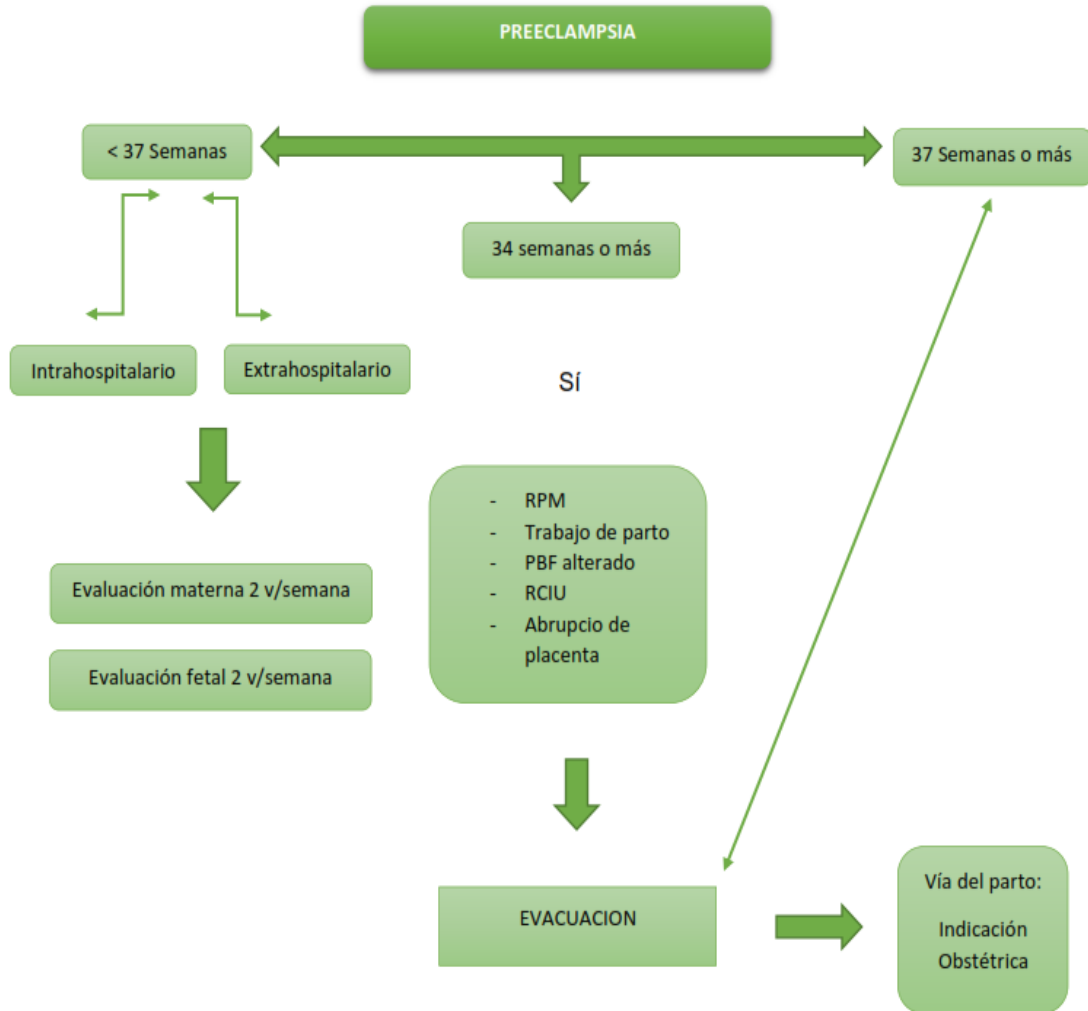 PREECLAMPSIA
< 37 Semanas
37 Semanas o más
34 semanas o más
Intrahospitalario
Extrahospitalario
Sí
- RPM
- Trabajo de parto
- PBF alterado
- RCIU
- Abrupcio de
placenta
Evaluación materna 2 v/semana
Evaluación fetal 2 v/semana
EVACUACION
Vía del parto:
Indicación
Obstétrica